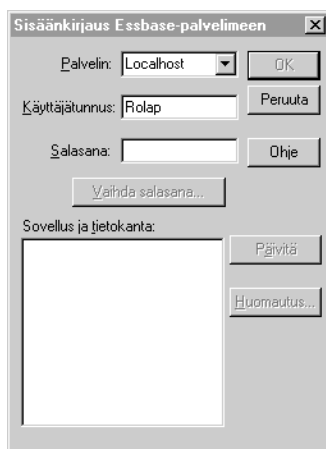 Sisäänkirjaus Essbase-palvelimeen
Palvelin: Localhost OK
Käyttäjätunnus: Rolap Peruuta
Salasana: Ohje
Vaihda salasana...
Sovellus ja tietokanta:
Päivitä
Huomautus...